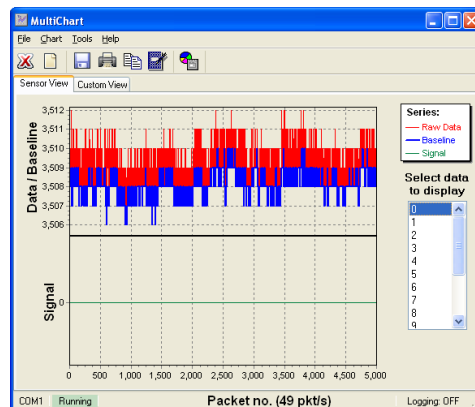 MultiChart
File Chart Tools Help
Sensor View Custom View
Data / Baseline
3,512
3,511
3,510
3,509
3,508
3,507
3,506
Signal
0
0 500 1,000 1,500 2,000 2,500 3,000 3,500 4,000 4,500 5,000
Series:
Raw Data
Baseline
Signal
Select data
to display
0
1
2
3
4
5
6
7
8
9
COM1 Running Packet no. (49 pkt/s) Logging: OFF